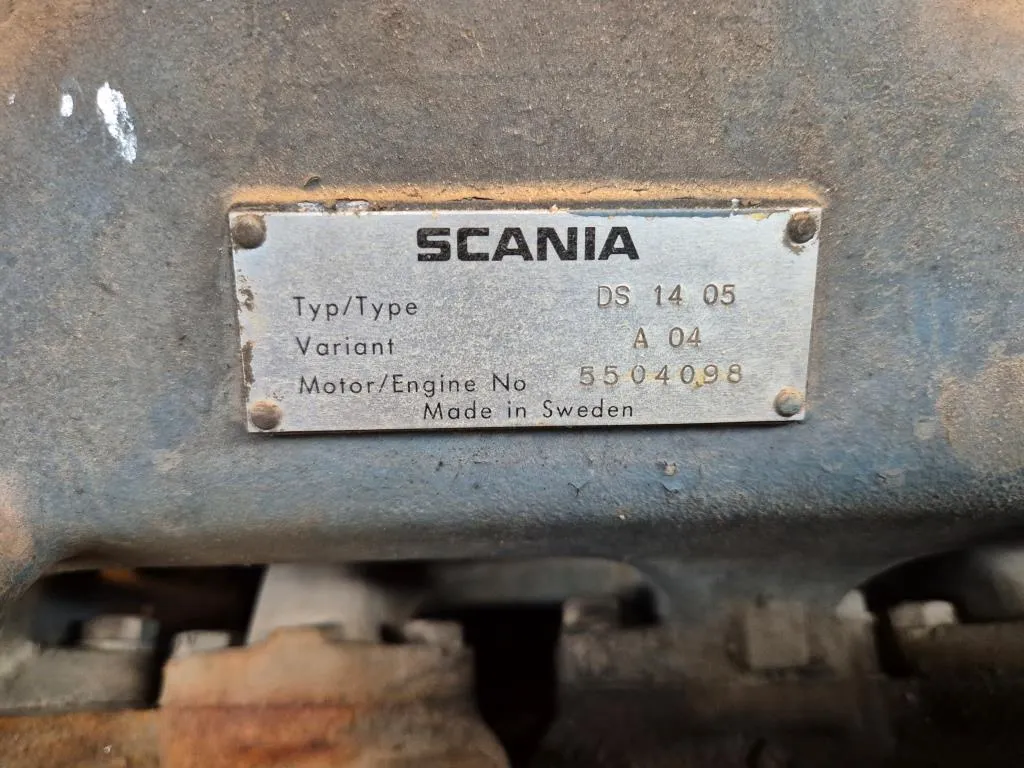 SCANIA
Typ/Type DS 14 05
Variant A 04
Motor/Engine No 5504098
Made in Sweden